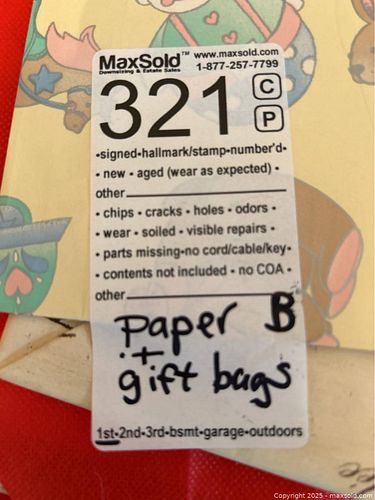 MaxSold™ www.maxsold.com
Downsizing & Estate Sales 1-877-257-7799
321 C
P
•signed•hallmark/stamp•number'd•
• new • aged (wear as expected) •
other
• chips • cracks • holes • odors •
• wear • soiled • visible repairs •
• parts missing•no cord/cable/key•
• contents not included • no COA •
other
paper B
+
gift bags
1st•2nd•3rd•bsmt•garage•outdoors
Copyright 2025 - maxsold.com